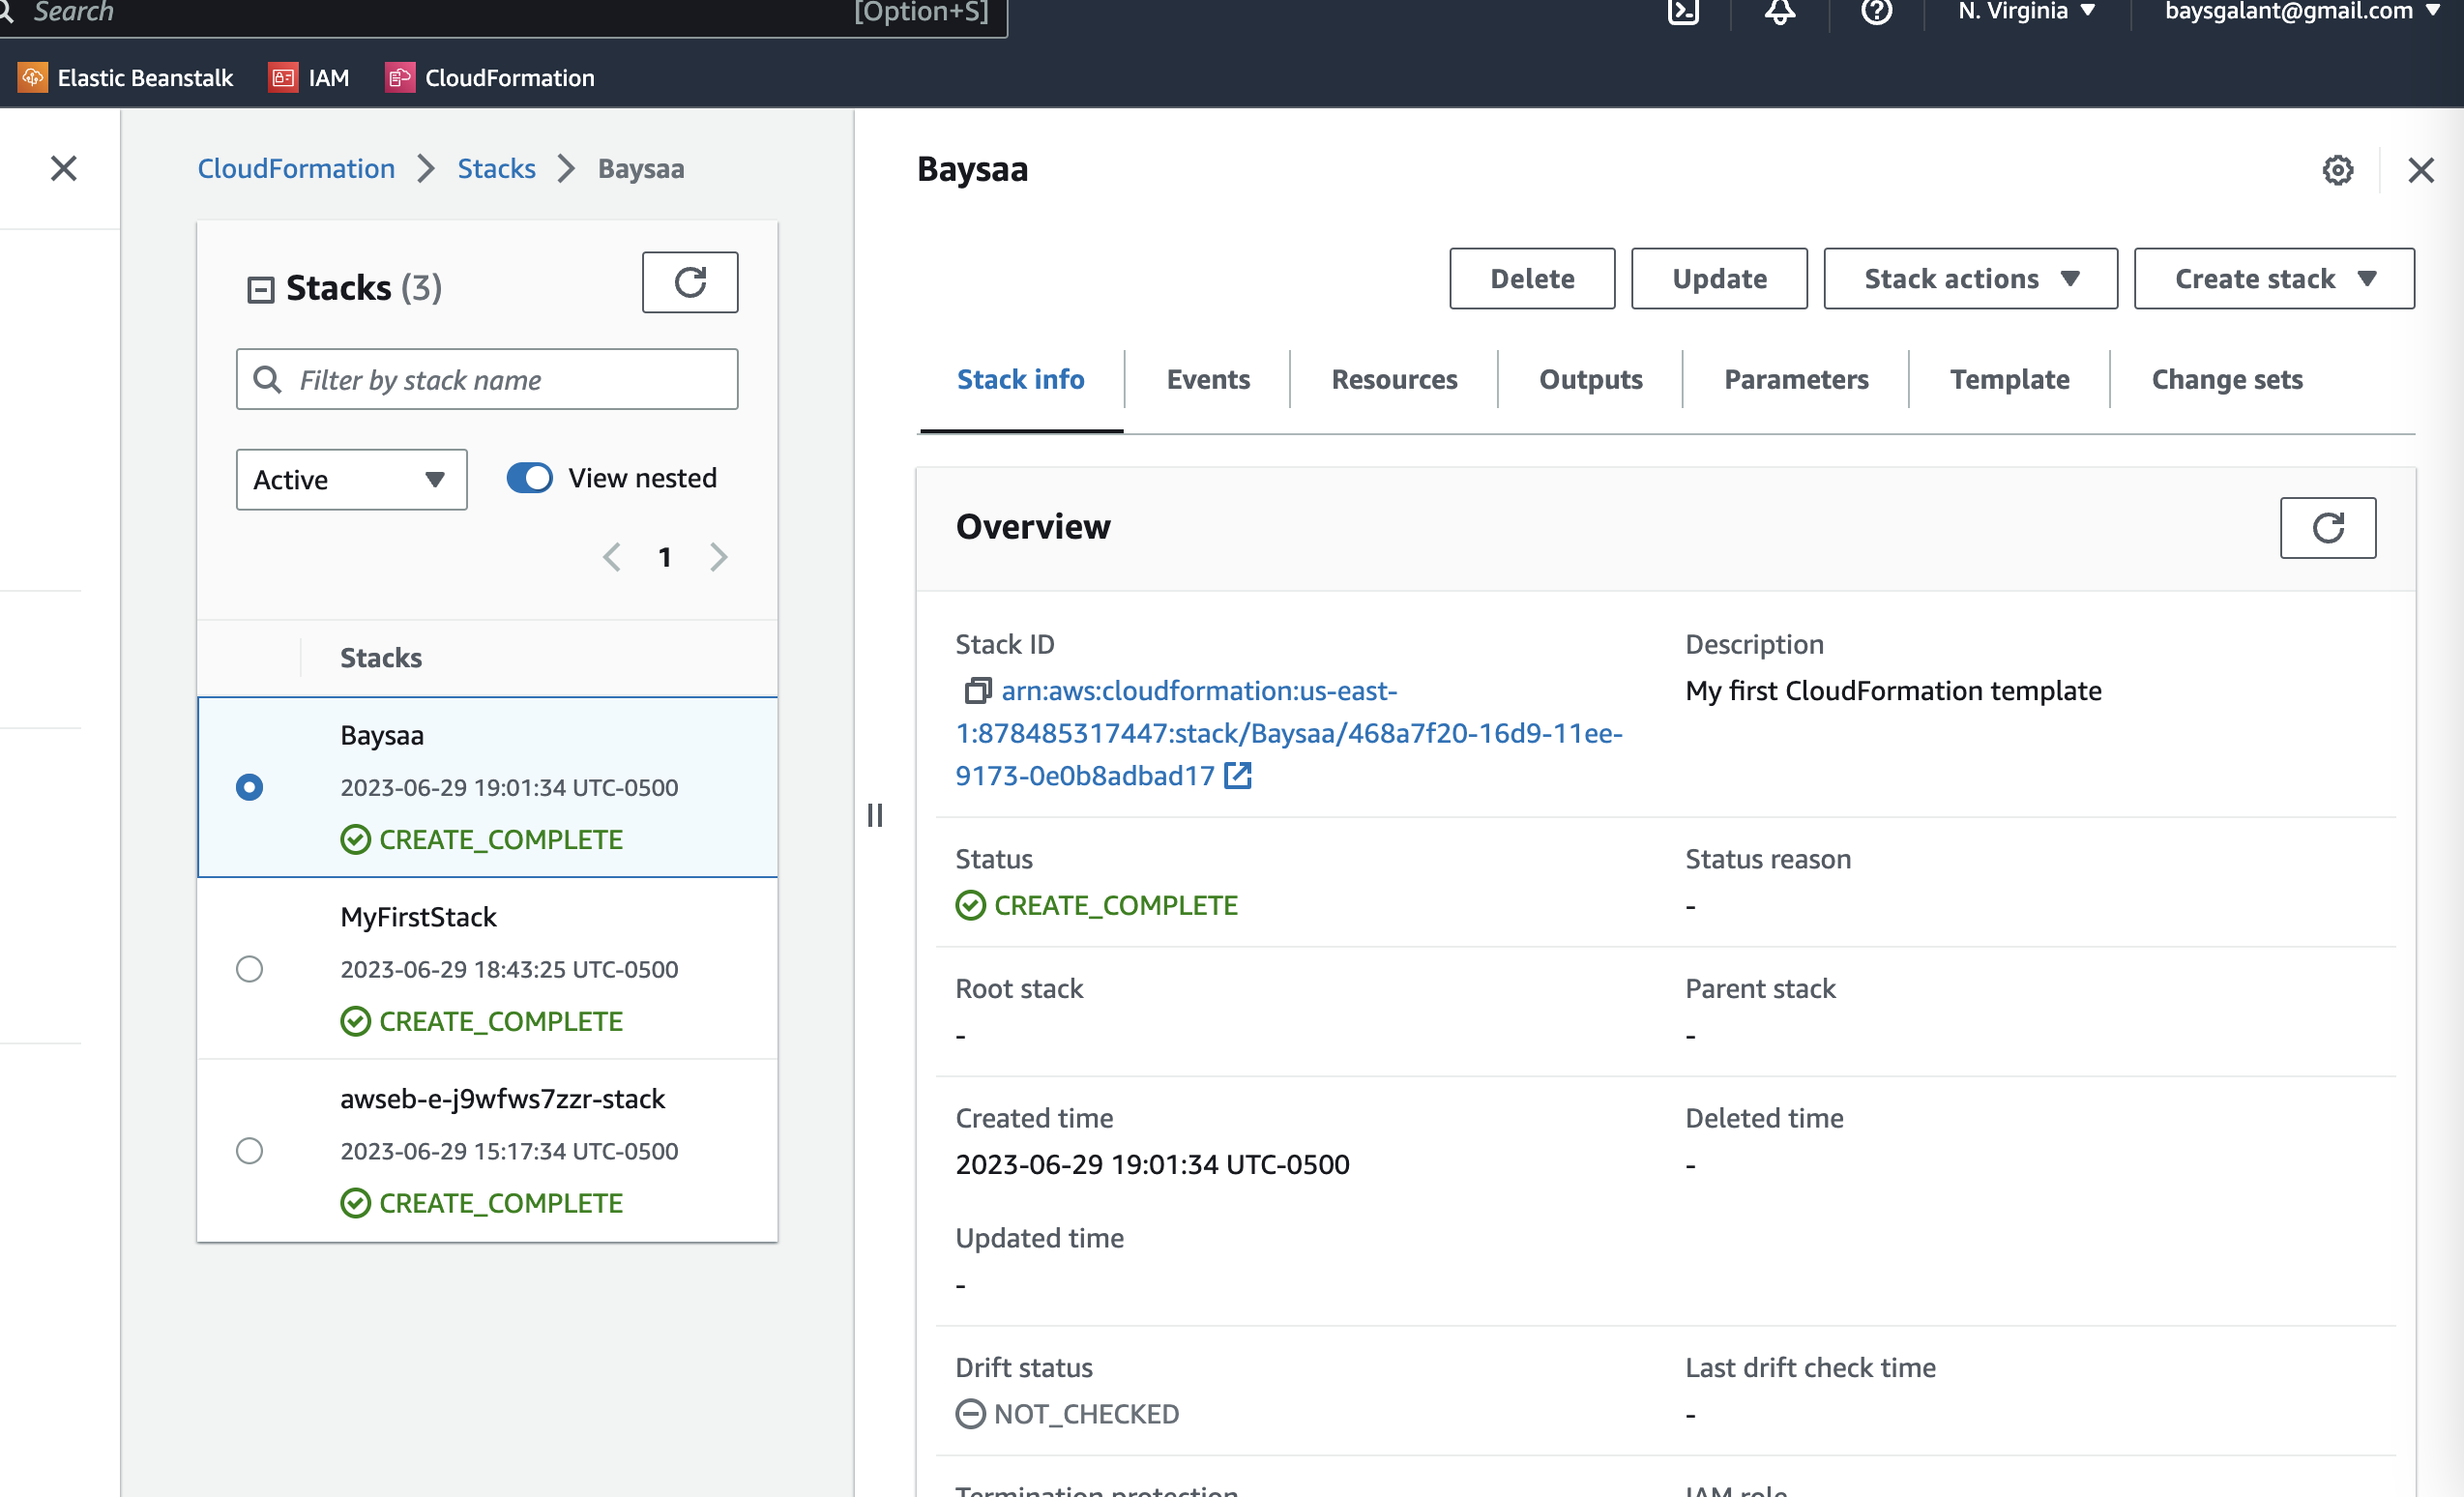 Search
[Option+S]
N. Virginia
baysgalant@gmail.com
Elastic Beanstalk
IAM
CloudFormation
CloudFormation
Stacks
Baysaa
Stacks (3)
Filter by stack name
Active
View nested
1
Stacks
Baysaa
2023-06-29 19:01:34 UTC-0500
CREATE_COMPLETE
MyFirstStack
2023-06-29 18:43:25 UTC-0500
CREATE_COMPLETE
awseb-e-j9wfws7zzr-stack
2023-06-29 15:17:34 UTC-0500
CREATE_COMPLETE
Baysaa
Delete
Update
Stack actions
Create stack
Stack info
Events
Resources
Outputs
Parameters
Template
Change sets
Overview
Stack ID
arn:aws:cloudformation:us-east-
1:878485317447:stack/Baysaa/468a7f20-16d9-11ee-
9173-0e0b8adbad17
Description
My first CloudFormation template
Status
CREATE_COMPLETE
Status reason
-
Root stack
-
Parent stack
-
Created time
2023-06-29 19:01:34 UTC-0500
Deleted time
-
Updated time
-
Drift status
NOT_CHECKED
Last drift check time
-
Termination protection
IAM role